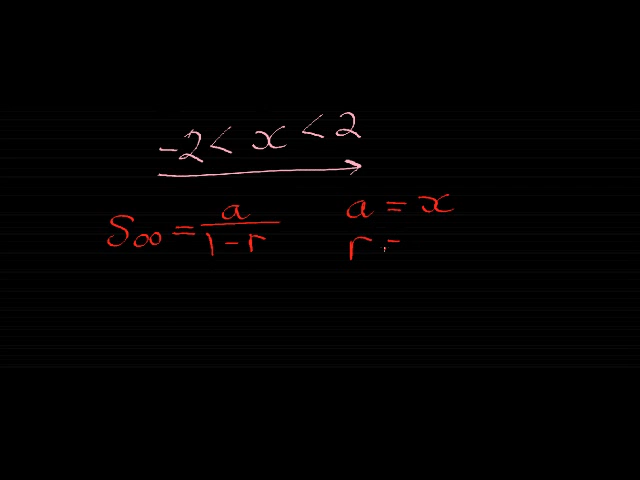 -2 < x < 2
S∞ = a/(1-r)
a = x
r =